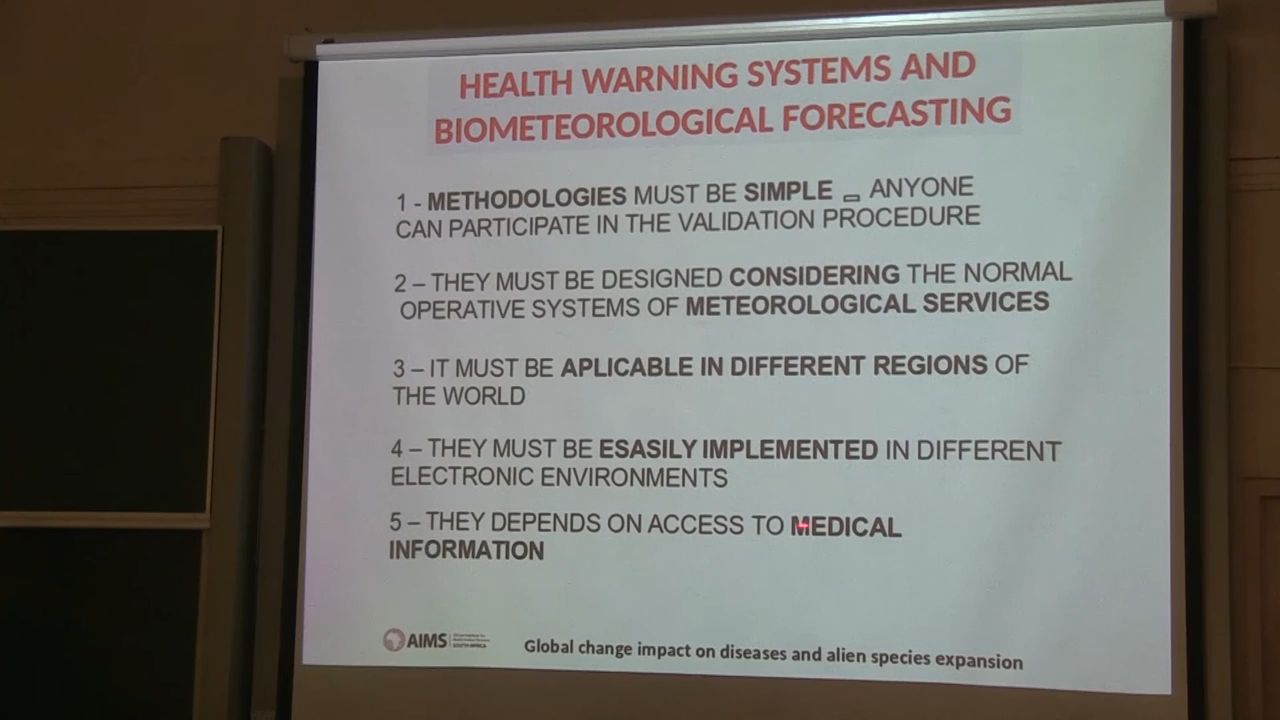 HEALTH WARNING SYSTEMS AND
BIOMETEOROLOGICAL FORECASTING
1 - METHODOLOGIES MUST BE SIMPLE – ANYONE
CAN PARTICIPATE IN THE VALIDATION PROCEDURE
2 – THEY MUST BE DESIGNED CONSIDERING THE NORMAL
OPERATIVE SYSTEMS OF METEOROLOGICAL SERVICES
3 – IT MUST BE APLICABLE IN DIFFERENT REGIONS OF
THE WORLD
4 – THEY MUST BE ESASILY IMPLEMENTED IN DIFFERENT
ELECTRONIC ENVIRONMENTS
5 – THEY DEPENDS ON ACCESS TO MEDICAL
INFORMATION
AIMS
SOUTH AFRICA
Global change impact on diseases and alien species expansion